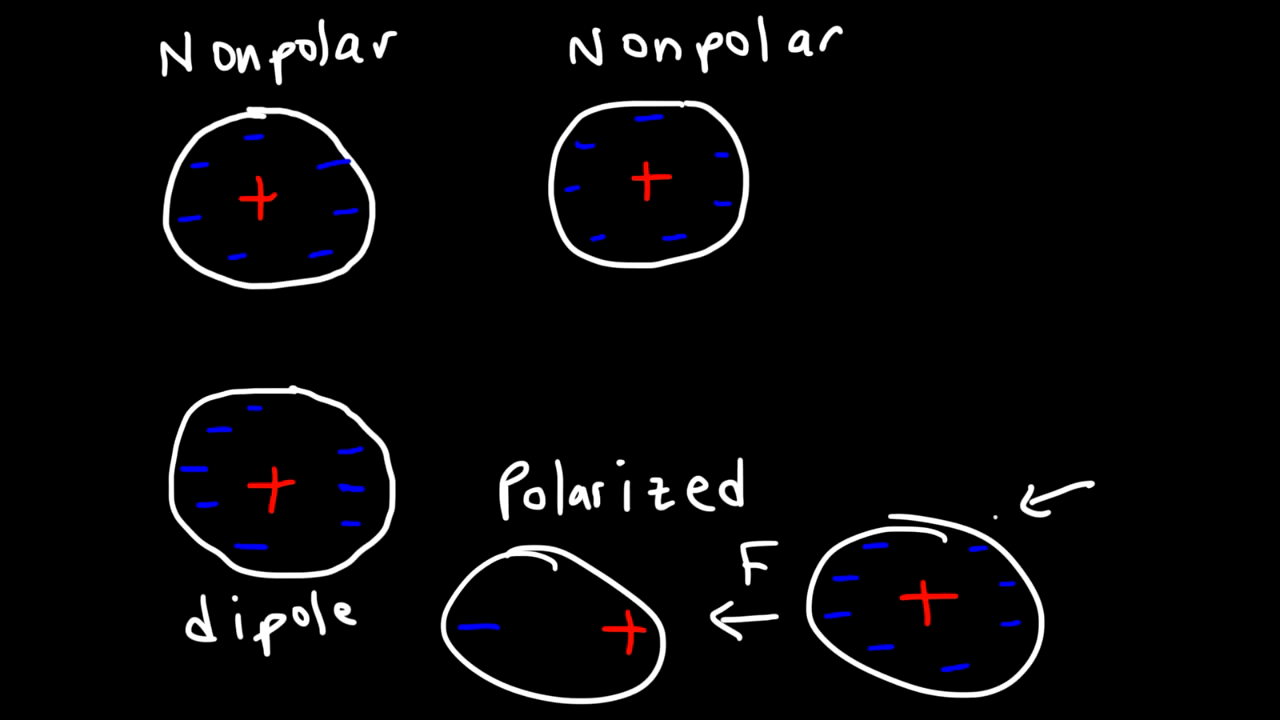 Nonpolar Nonpolar
+ +
+
Polarized
dipole
F
- +
+